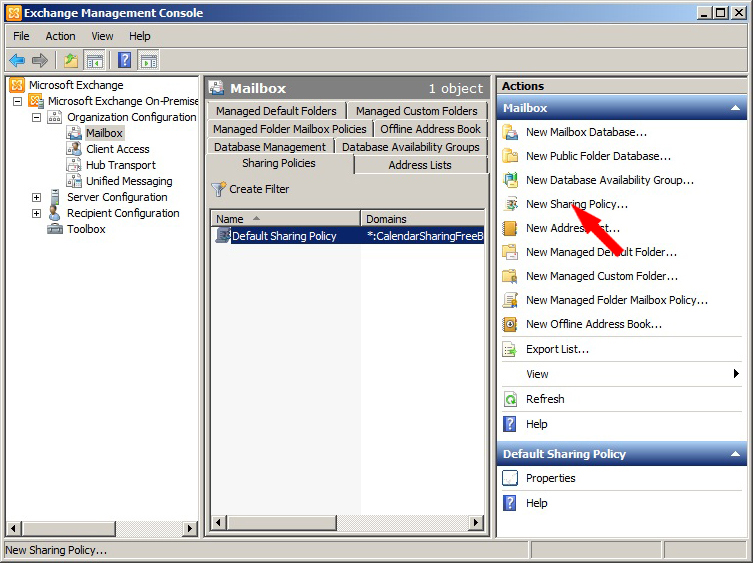 Exchange Management Console
File Action View Help
Microsoft Exchange
Microsoft Exchange On-Premise
Organization Configuration
Mailbox
Client Access
Hub Transport
Unified Messaging
Server Configuration
Recipient Configuration
Toolbox
Mailbox 1 object
Managed Default Folders Managed Custom Folders
Managed Folder Mailbox Policies Offline Address Book
Database Management Database Availability Groups
Sharing Policies Address Lists
Create Filter
Name Domains
Default Sharing Policy *:CalendarSharingFreeB
Actions
Mailbox
New Mailbox Database...
New Public Folder Database...
New Database Availability Group...
New Sharing Policy...
New Address List...
New Managed Default Folder...
New Managed Custom Folder...
New Managed Folder Mailbox Policy...
New Offline Address Book...
Export List...
View
Refresh
Help
Default Sharing Policy
Properties
Help
New Sharing Policy...